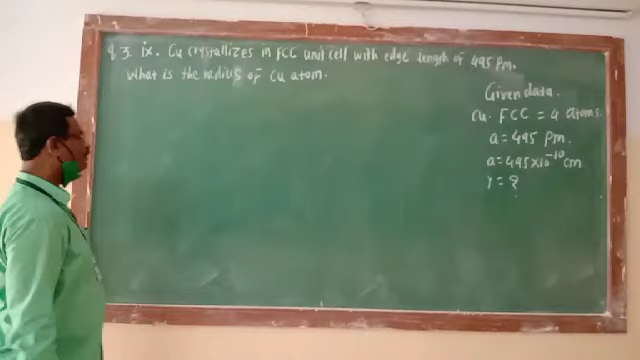 Q 3. ix. Cu crystallizes in FCC unit cell with edge length of 495 Pm.
What is the radius of Cu atom.
Given data.
Cu. FCC = 4 atoms.
a = 495 Pm.
a = 495×10⁻¹⁰ cm
r = ?